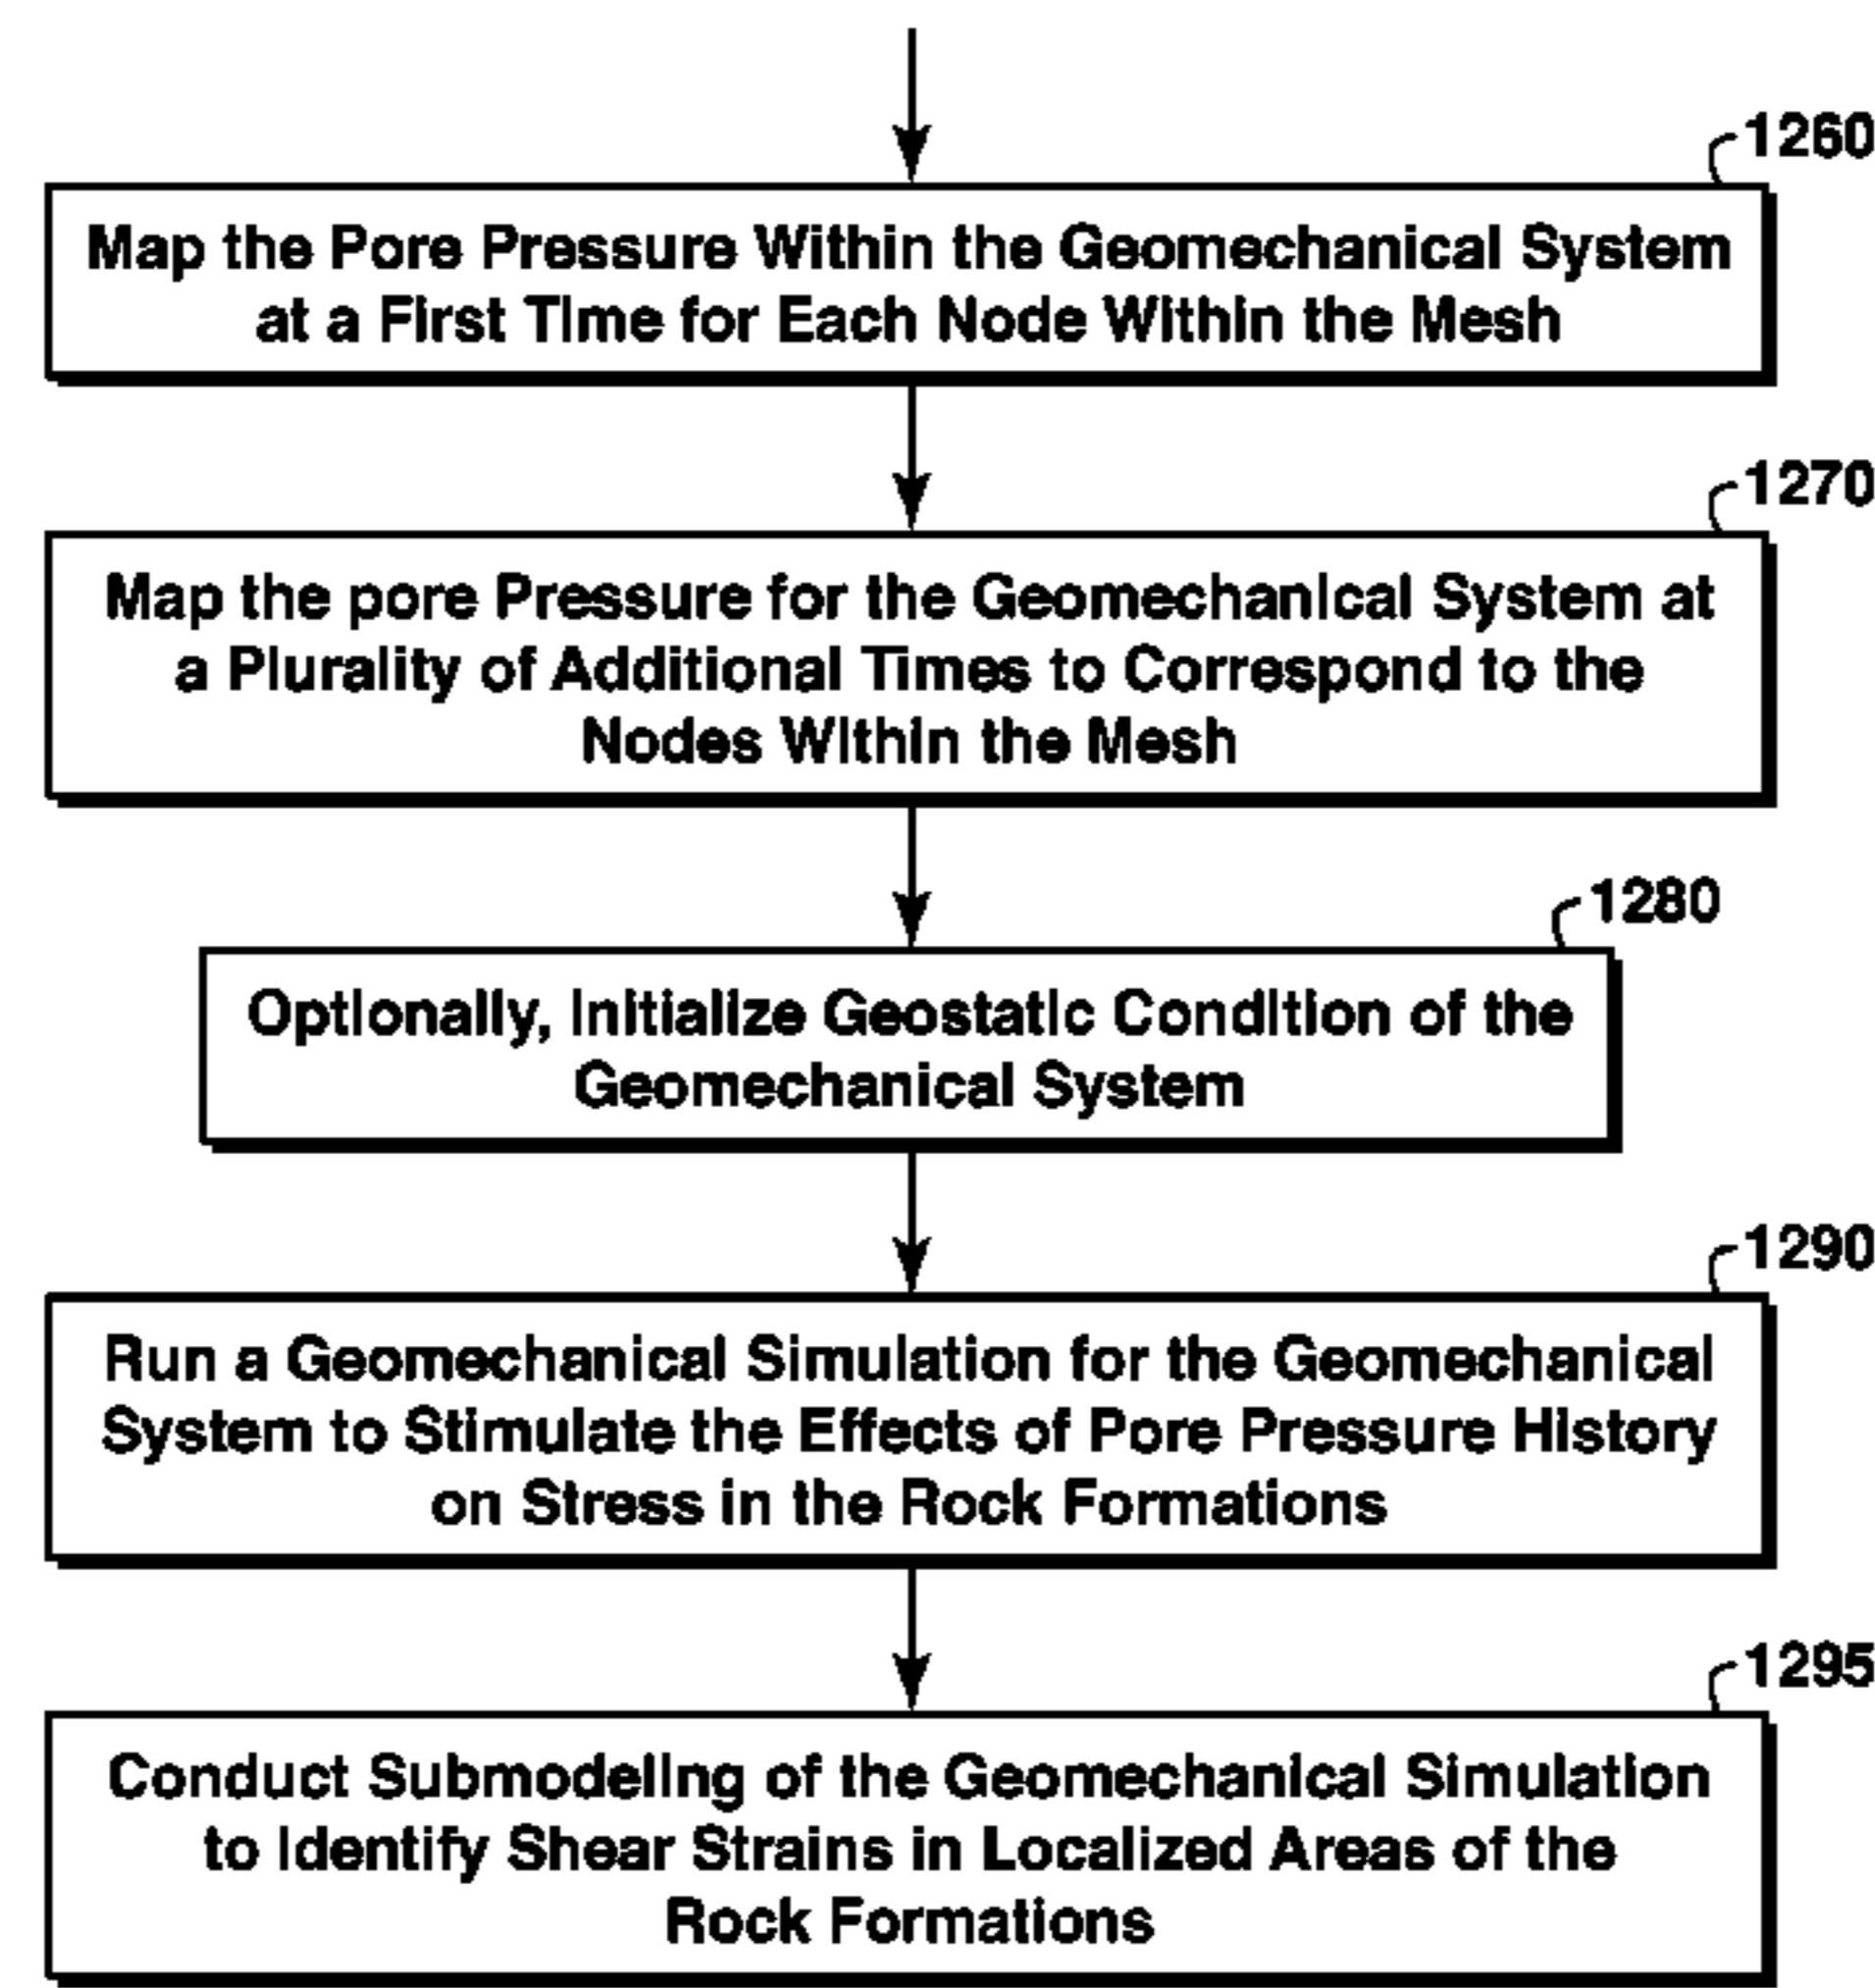 1260
Map the Pore Pressure Within the Geomechanical System
at a First Time for Each Node Within the Mesh
1270
Map the pore Pressure for the Geomechanical System at
a Plurality of Additional Times to Correspond to the
Nodes Within the Mesh
1280
Optionally, Initialize Geostatic Condition of the
Geomechanical System
1290
Run a Geomechanical Simulation for the Geomechanical
System to Stimulate the Effects of Pore Pressure History
on Stress in the Rock Formations
1295
Conduct Submodeling of the Geomechanical Simulation
to Identify Shear Strains in Localized Areas of the
Rock Formations